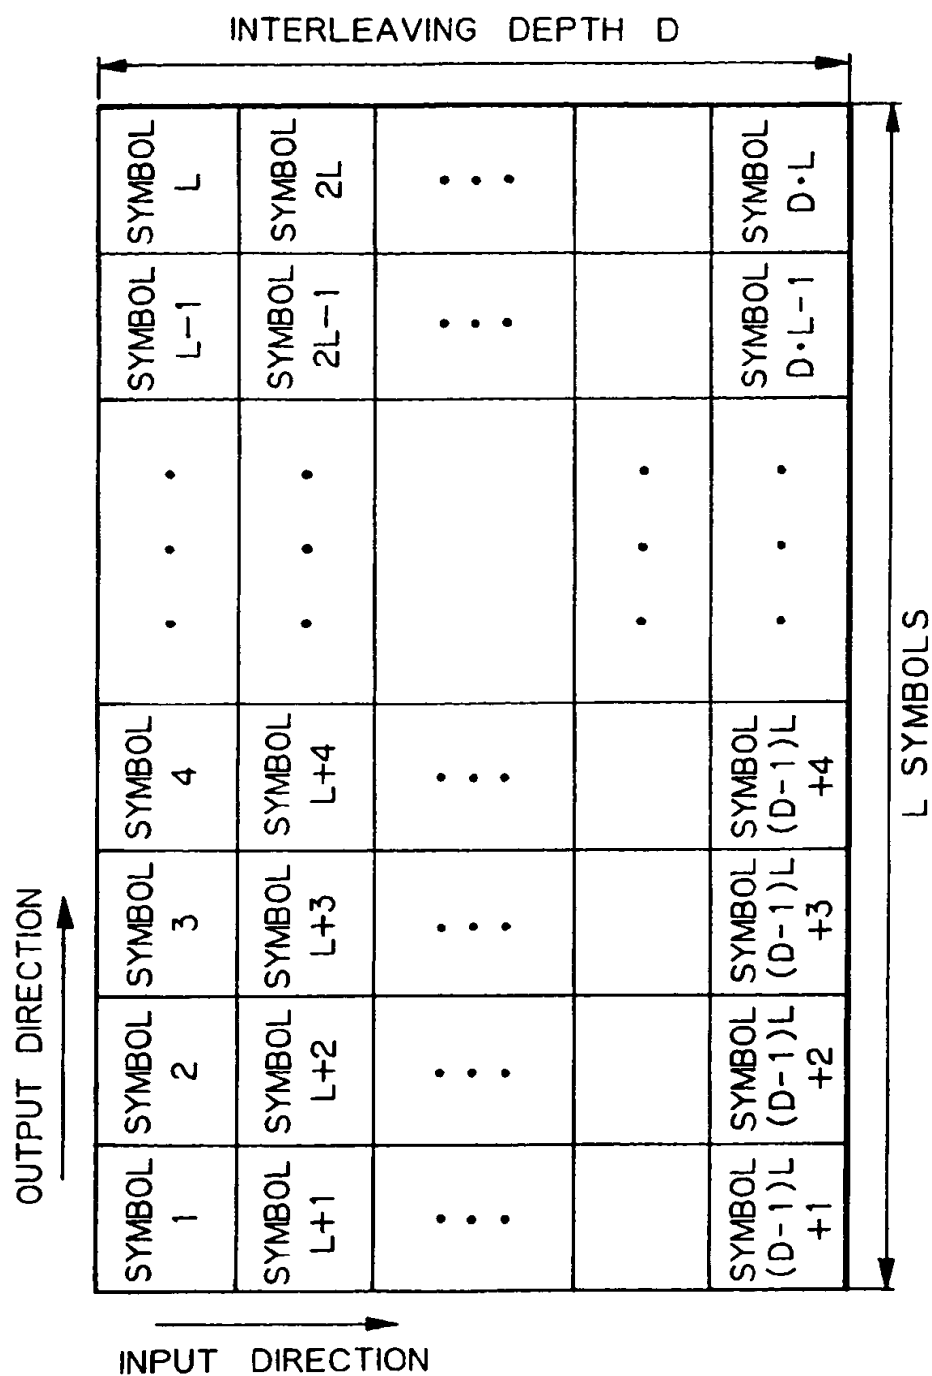 INTERLEAVING DEPTH D
SYMBOL
L
SYMBOL
2L
• • •
SYMBOL
D•L
SYMBOL
L-1
SYMBOL
2L-1
• • •
SYMBOL
D•L-1
SYMBOL
4
SYMBOL
L+4
• • •
SYMBOL
(D-1)L
+4
SYMBOL
3
SYMBOL
L+3
• • •
SYMBOL
(D-1)L
+3
SYMBOL
2
SYMBOL
L+2
• • •
SYMBOL
(D-1)L
+2
SYMBOL
1
SYMBOL
L+1
• • •
SYMBOL
(D-1)L
+1
L SYMBOLS
OUTPUT DIRECTION
INPUT DIRECTION